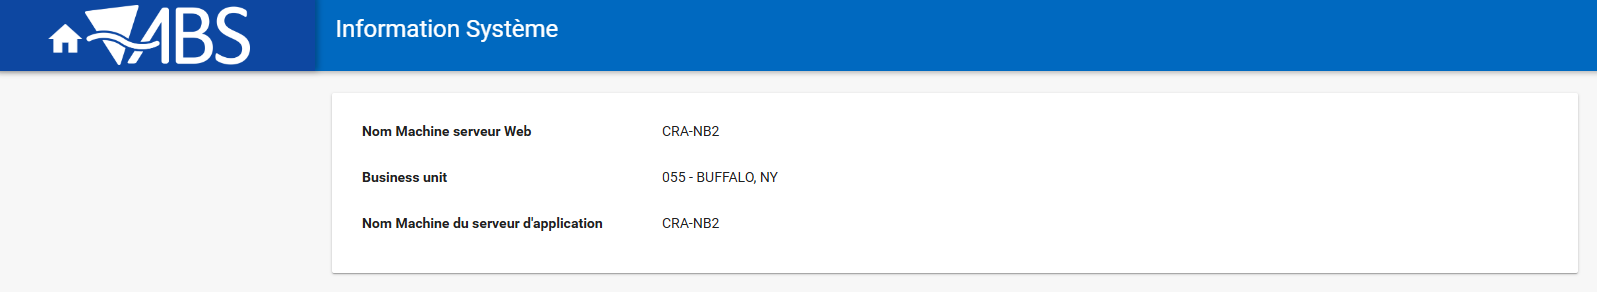 ABS
Information Système
Nom Machine serveur Web CRA-NB2
Business unit 055 - BUFFALO, NY
Nom Machine du serveur d'application CRA-NB2